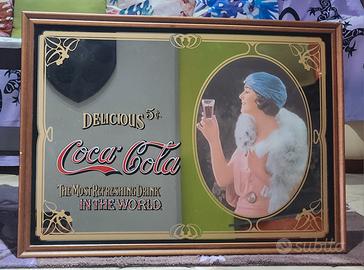 DELICIOUS 5¢.
Coca-Cola
THE MOST REFRESHING DRINK
IN THE WORLD
subito